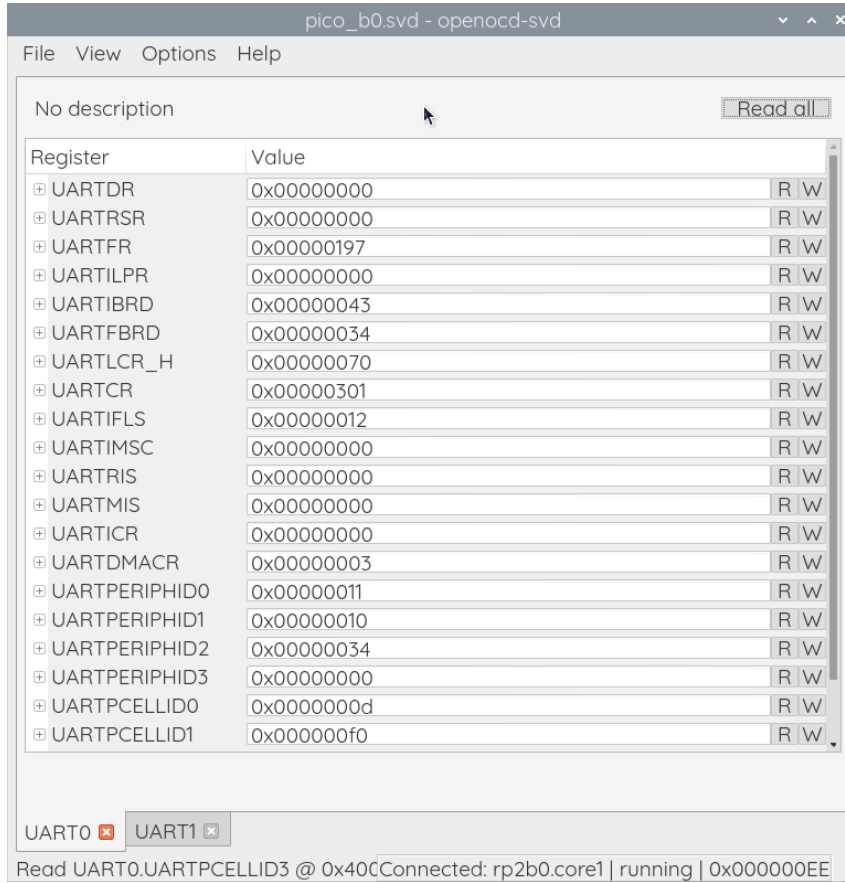 pico_b0.svd - openocd-svd
File View Options Help
No description Read all
Register Value
UARTDR 0x00000000 R W
UARTRSR 0x00000000 R W
UARTFR 0x00000197 R W
UARTILPR 0x00000000 R W
UARTIBRD 0x00000043 R W
UARTFBRD 0x00000034 R W
UARTLCR_H 0x00000070 R W
UARTCR 0x00000301 R W
UARTIFLS 0x00000012 R W
UARTIMSC 0x00000000 R W
UARTRIS 0x00000000 R W
UARTMIS 0x00000000 R W
UARTICR 0x00000000 R W
UARTDMACR 0x00000003 R W
UARTPERIPHID0 0x00000011 R W
UARTPERIPHID1 0x00000010 R W
UARTPERIPHID2 0x00000034 R W
UARTPERIPHID3 0x00000000 R W
UARTPCELLID0 0x0000000d R W
UARTPCELLID1 0x000000f0 R W
UART0 UART1
Read UART0.UARTPCELLID3 @ 0x400 Connected: rp2b0.core1 | running | 0x000000EE